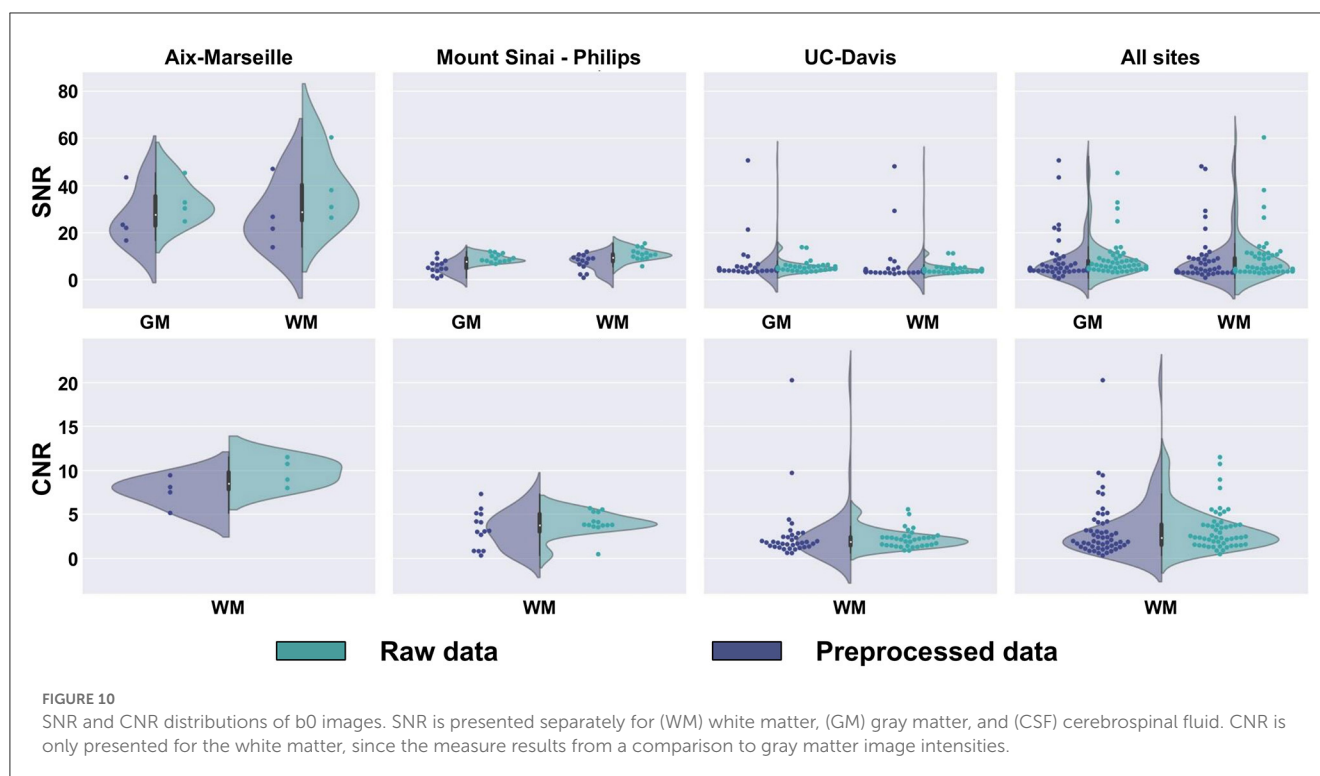 Aix-Marseille
Mount Sinai - Philips
UC-Davis
All sites
SNR
80
60
40
20
0
GM
WM
GM
WM
GM
WM
GM
WM
CNR
20
15
10
5
0
WM
WM
WM
WM
Raw data
Preprocessed data
FIGURE 10
SNR and CNR distributions of b0 images. SNR is presented separately for (WM) white matter, (GM) gray matter, and (CSF) cerebrospinal fluid. CNR is
only presented for the white matter, since the measure results from a comparison to gray matter image intensities.